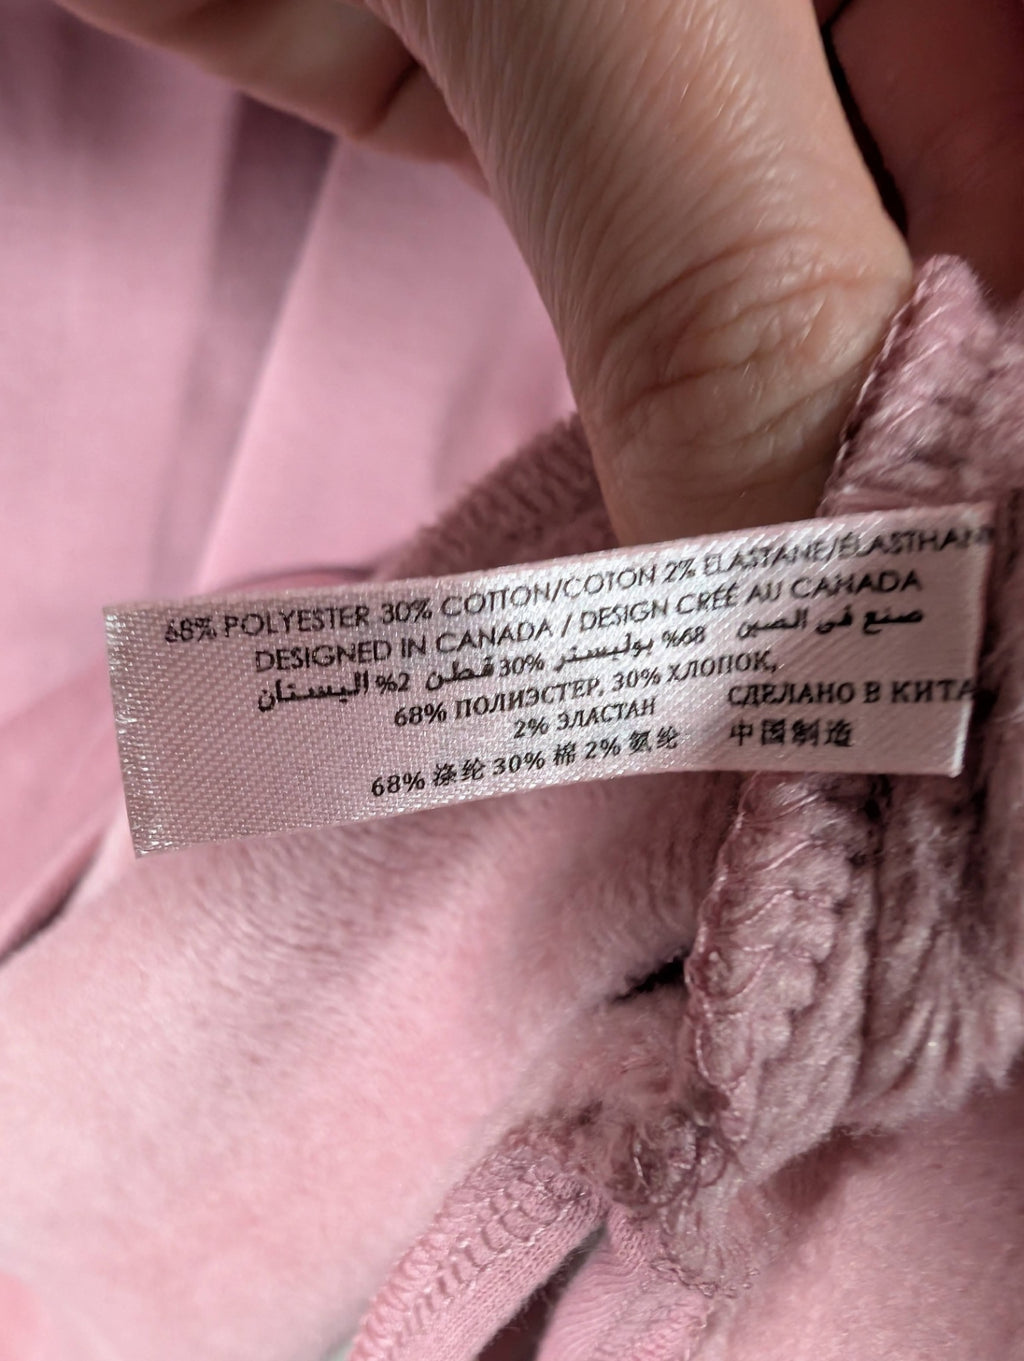 68% POLYESTER 30% COTTON/COTON 2% ELASTANE/ÉLASTHANN
DESIGNED IN CANADA / DESIGN CRÉÉ AU CANADA
68% بوليستر 30% قطن 2% اليستان صنع في الصين
68% ПОЛИЭСТЕР, 30% ХЛОПОК,
2% ЭЛАСТАН СДЕЛАНО В КИТА
68% 涤纶 30% 棉 2% 氨纶 中国制造